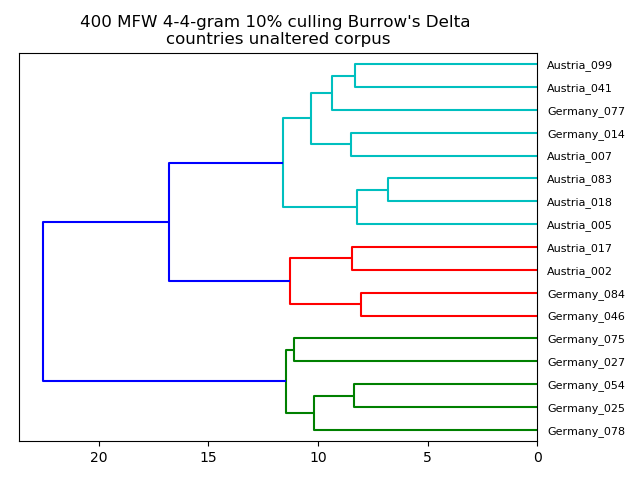 400 MFW 4-4-gram 10% culling Burrow's Delta
countries unaltered corpus
Austria_099
Austria_041
Germany_077
Germany_014
Austria_007
Austria_083
Austria_018
Austria_005
Austria_017
Austria_002
Germany_084
Germany_046
Germany_075
Germany_027
Germany_054
Germany_025
Germany_078
20 15 10 5 0